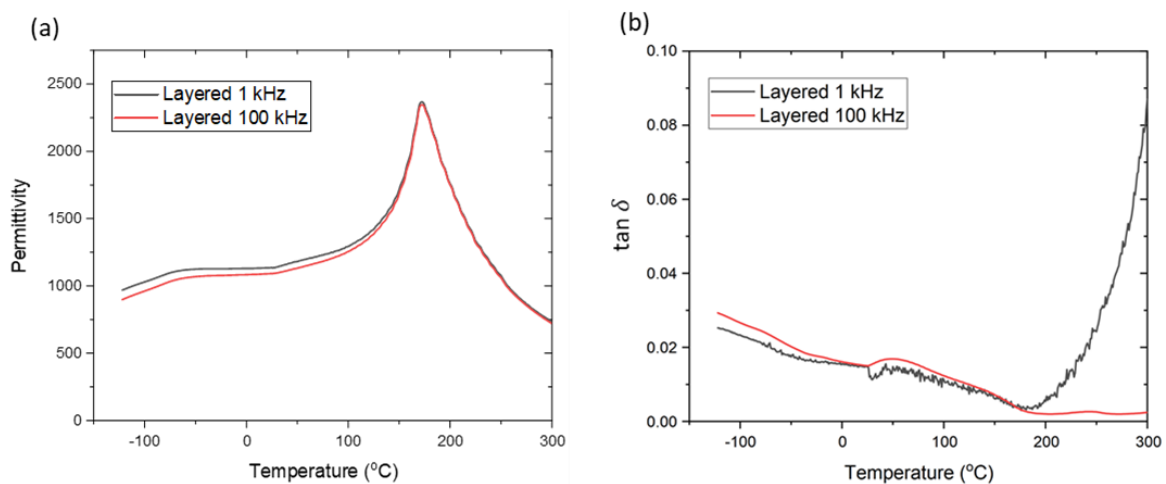 (a)
2500
2000
1500
1000
500
0
Permittivity
Layered 1 kHz
Layered 100 kHz
-100
0
100
200
300
Temperature (°C)
(b)
0.10
0.08
0.06
0.04
0.02
0.00
tan δ
Layered 1 kHz
Layered 100 kHz
-100
0
100
200
300
Temperature (°C)